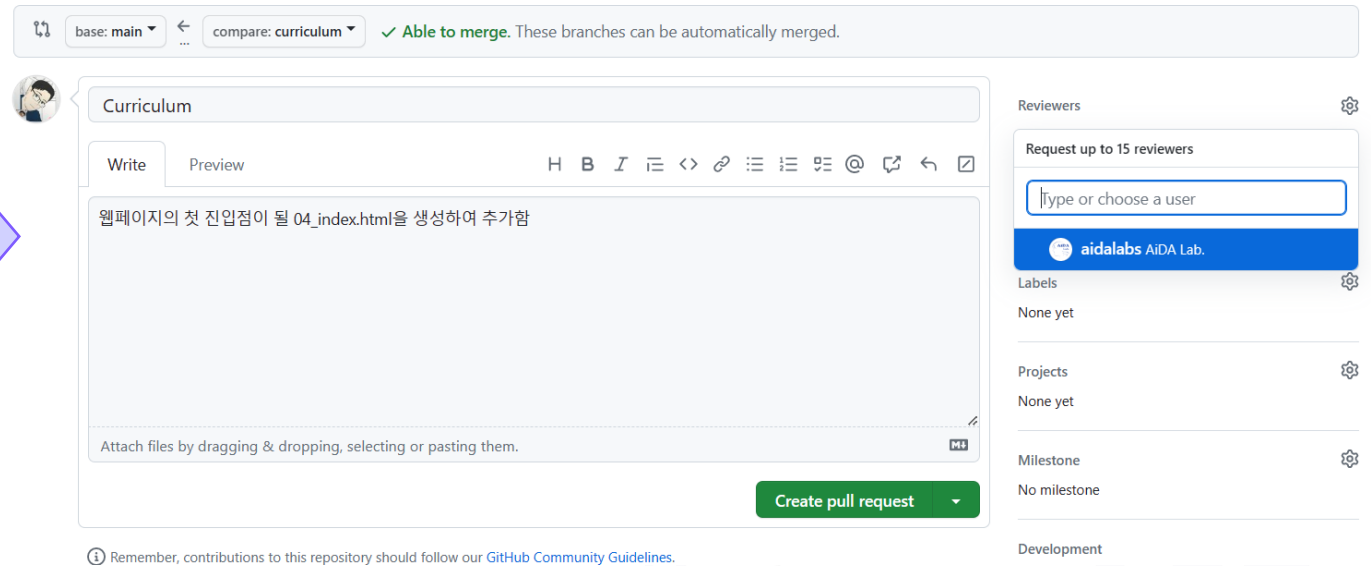 base: main ... compare: curriculum Able to merge. These branches can be automatically merged.
Curriculum
Write Preview
웹페이지의 첫 진입점이 될 04_index.html을 생성하여 추가함
Attach files by dragging & dropping, selecting or pasting them.
Create pull request
Remember, contributions to this repository should follow our GitHub Community Guidelines.
Reviewers
Request up to 15 reviewers
Type or choose a user
aidalabs AiDA Lab.
Labels
None yet
Projects
None yet
Milestone
No milestone
Development